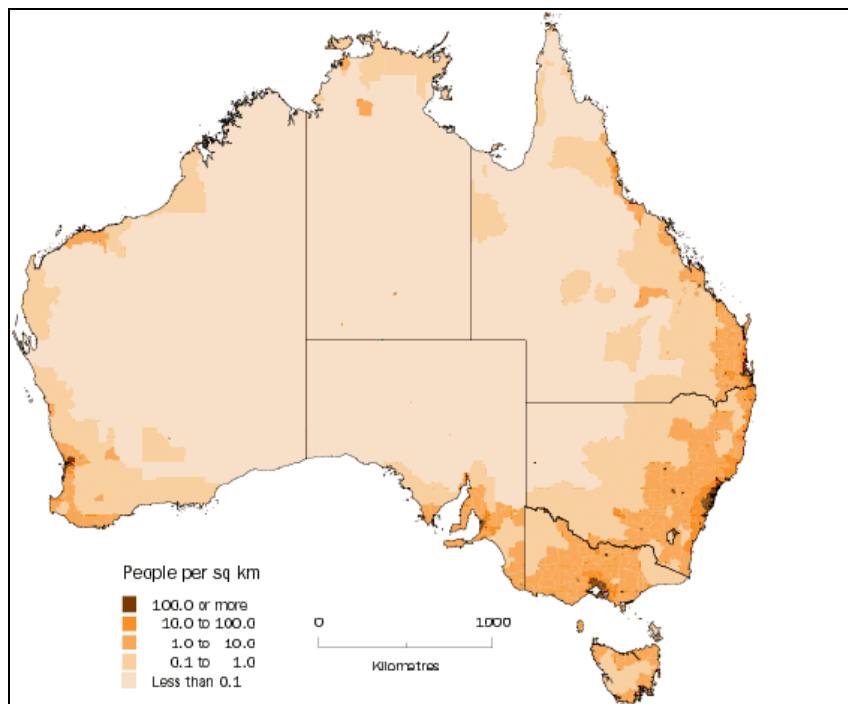 People per sq km
100.0 or more
10.0 to 100.0
1.0 to 10.0
0.1 to 1.0
Less than 0.1
0 1000
Kilometres